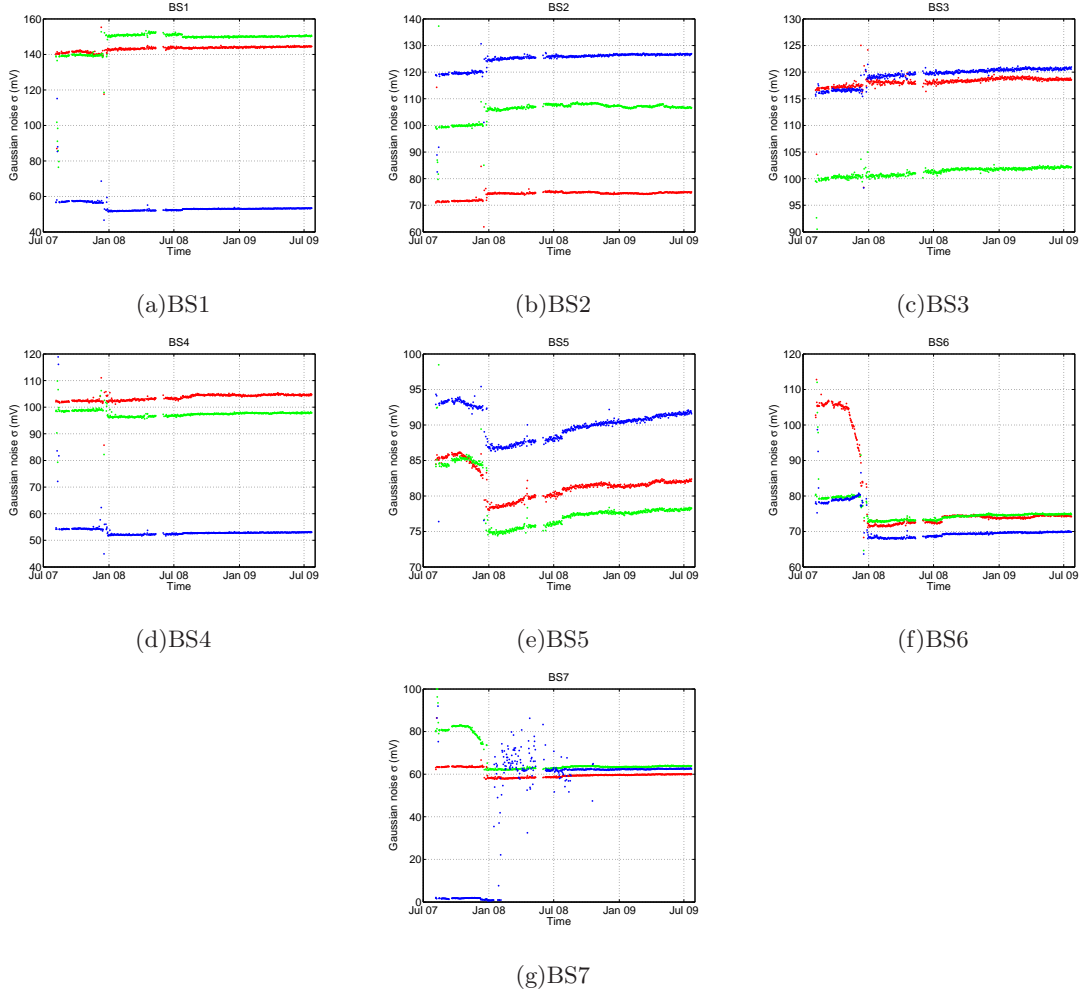 BS1
Gaussian noise σ (mV)
160
140
120
100
80
60
40
Jul 07 Jan 08 Jul 08 Jan 09 Jul 09
Time
(a)BS1
BS2
Gaussian noise σ (mV)
140
130
120
110
100
90
80
70
60
Jul 07 Jan 08 Jul 08 Jan 09 Jul 09
Time
(b)BS2
BS3
Gaussian noise σ (mV)
130
125
120
115
110
105
100
95
90
Jul 07 Jan 08 Jul 08 Jan 09 Jul 09
Time
(c)BS3
BS4
Gaussian noise σ (mV)
120
110
100
90
80
70
60
50
40
Jul 07 Jan 08 Jul 08 Jan 09 Jul 09
Time
(d)BS4
BS5
Gaussian noise σ (mV)
100
95
90
85
80
75
70
Jul 07 Jan 08 Jul 08 Jan 09 Jul 09
Time
(e)BS5
BS6
Gaussian noise σ (mV)
120
110
100
90
80
70
60
Jul 07 Jan 08 Jul 08 Jan 09 Jul 09
Time
(f)BS6
BS7
Gaussian noise σ (mV)
100
80
60
40
20
0
Jul 07 Jan 08 Jul 08 Jan 09 Jul 09
Time
(g)BS7